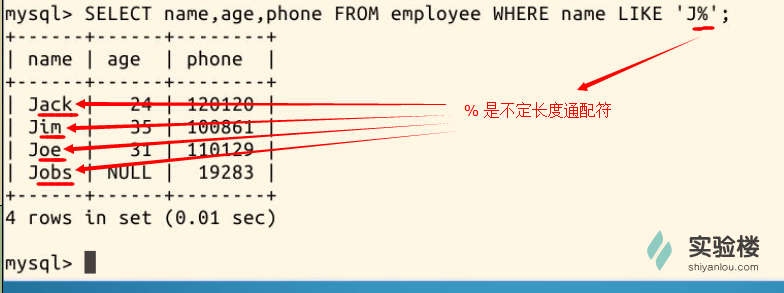 mysql> SELECT name,age,phone FROM employee WHERE name LIKE 'J%';
+------+------+--------+
| name | age  | phone  |
+------+------+--------+
| Jack |   24 | 120120 |
| Jim  |   35 | 100861 |
| Joe  |   31 | 110129 |
| Jobs | NULL |  19283 |
+------+------+--------+
4 rows in set (0.01 sec)
mysql>
% 是不定长度通配符
实验楼
shiyanlou.com